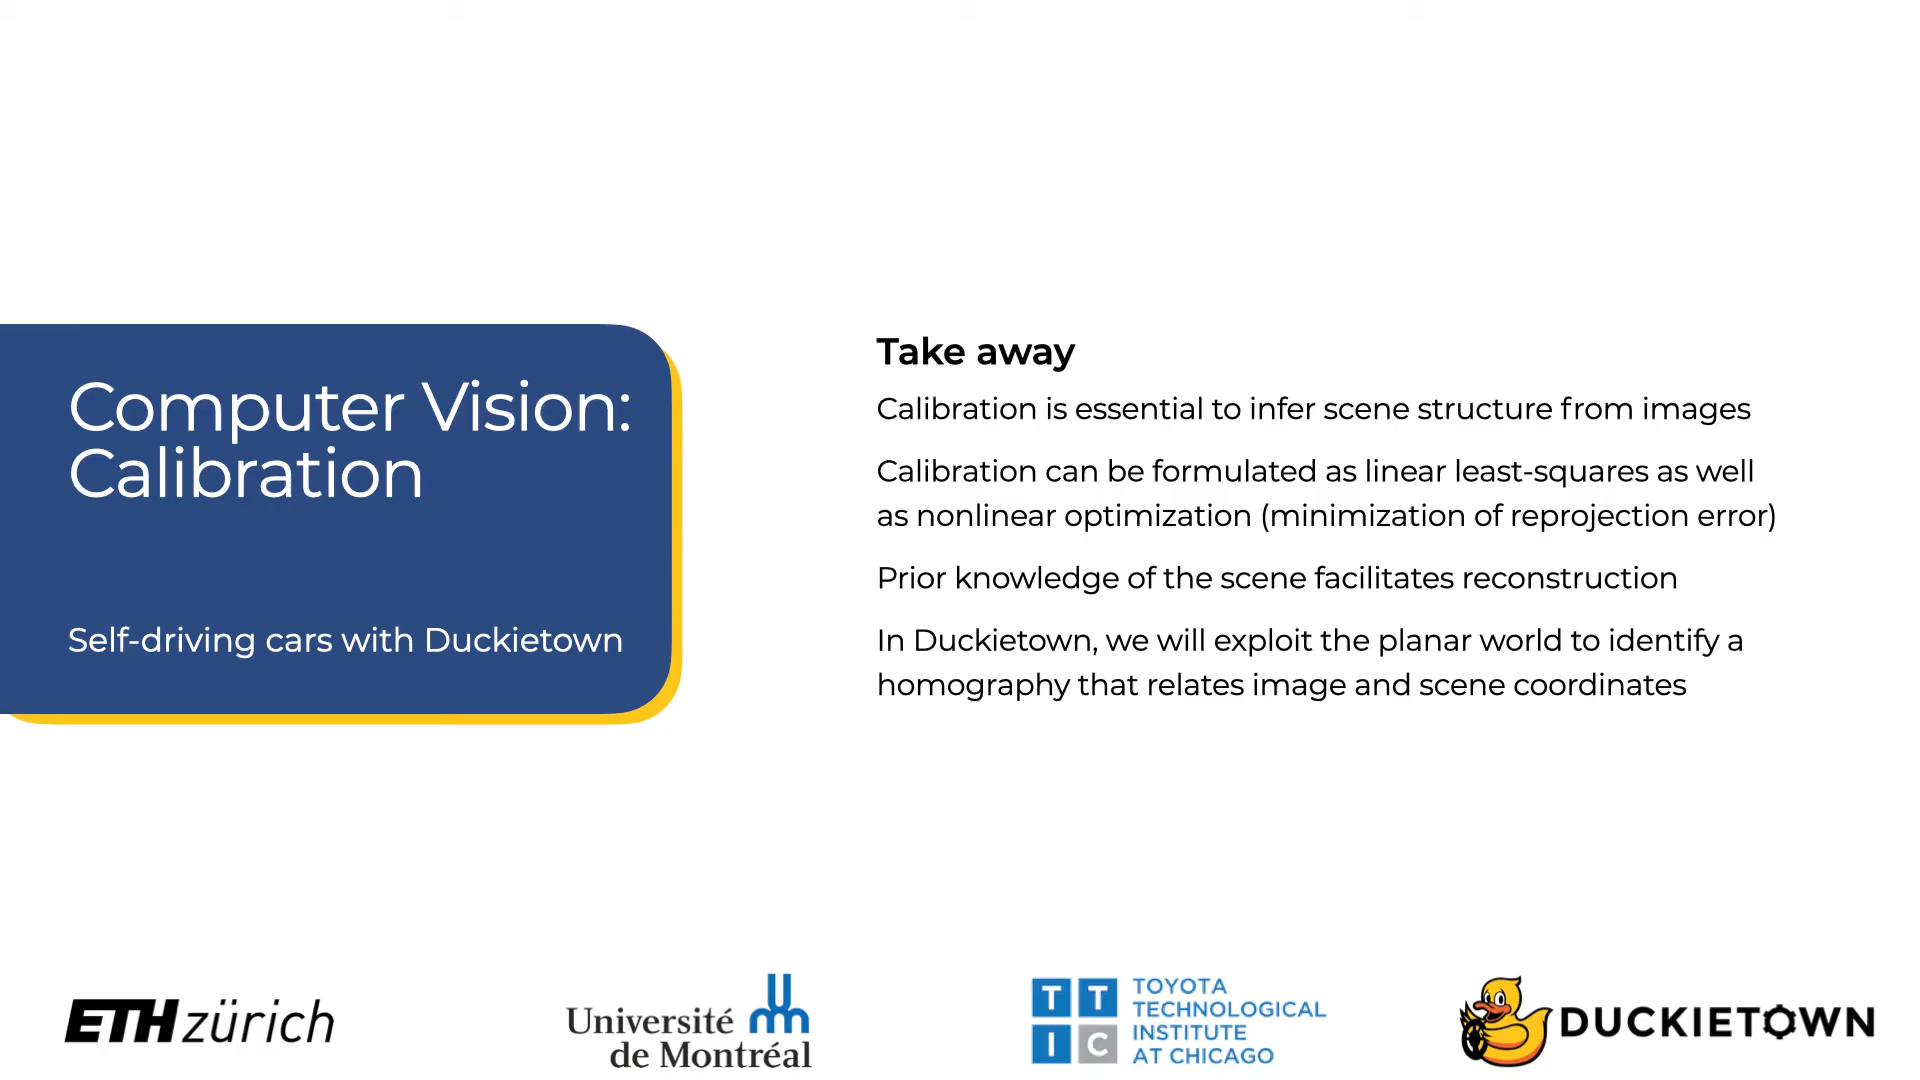 Computer Vision:
Calibration
Self-driving cars with Duckietown
Take away
Calibration is essential to infer scene structure from images
Calibration can be formulated as linear least-squares as well
as nonlinear optimization (minimization of reprojection error)
Prior knowledge of the scene facilitates reconstruction
In Duckietown, we will exploit the planar world to identify a
homography that relates image and scene coordinates
ETH zürich
Université
de Montréal
TTIC
TOYOTA
TECHNOLOGICAL
INSTITUTE
AT CHICAGO
DUCKIETOWN